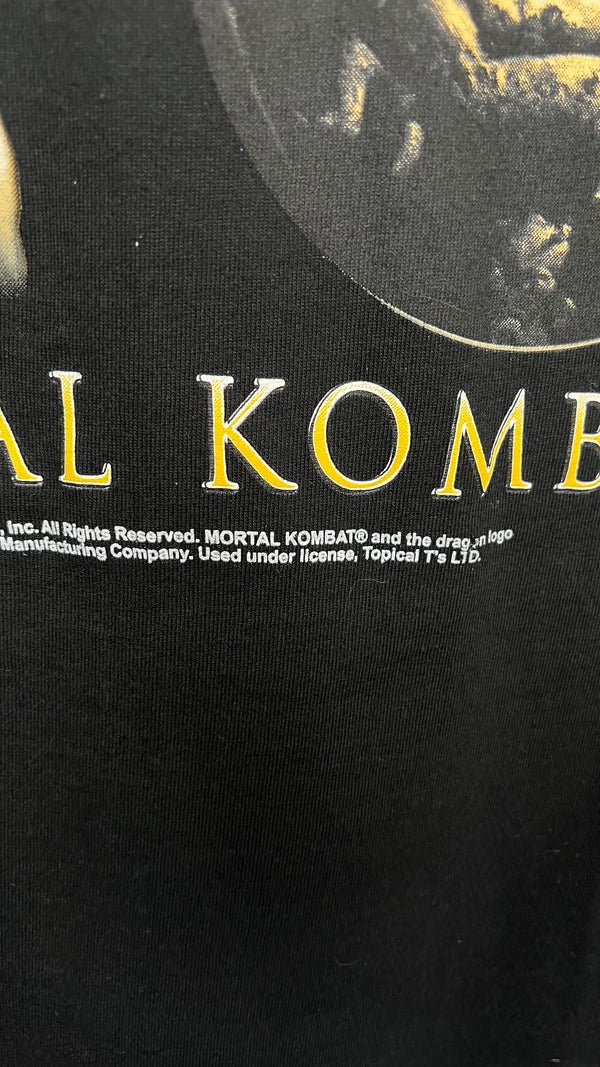 AL KOMB
, Inc. All Rights Reserved. MORTAL KOMBAT® and the dragon logo
Manufacturing Company. Used under license, Topical T's LTD.